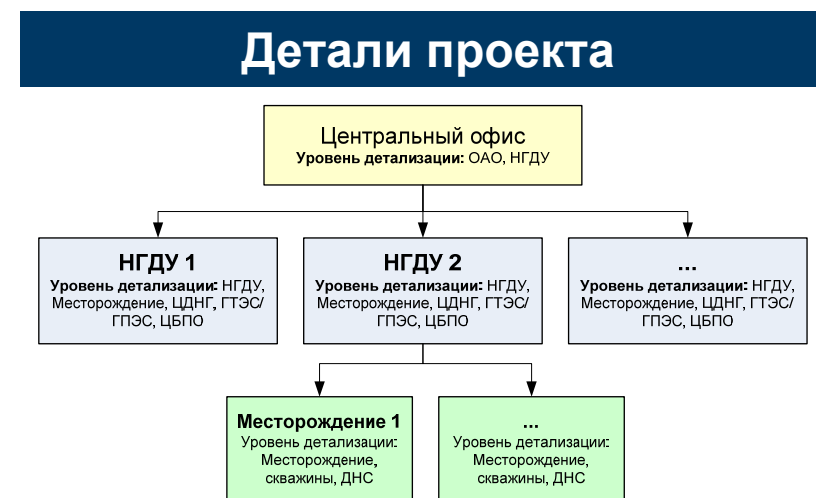 Детали проекта
Центральный офис
Уровень детализации: ОАО, НГДУ
НГДУ 1
Уровень детализации: НГДУ,
Месторождение, ЦДНГ, ГТЭС/
ГПЭС, ЦБПО
НГДУ 2
Уровень детализации: НГДУ,
Месторождение, ЦДНГ, ГТЭС/
ГПЭС, ЦБПО
...
Уровень детализации: НГДУ,
Месторождение, ЦДНГ, ГТЭС/
ГПЭС, ЦБПО
Месторождение 1
Уровень детализации:
Месторождение,
скважины, ДНС
...
Уровень детализации:
Месторождение,
скважины, ДНС